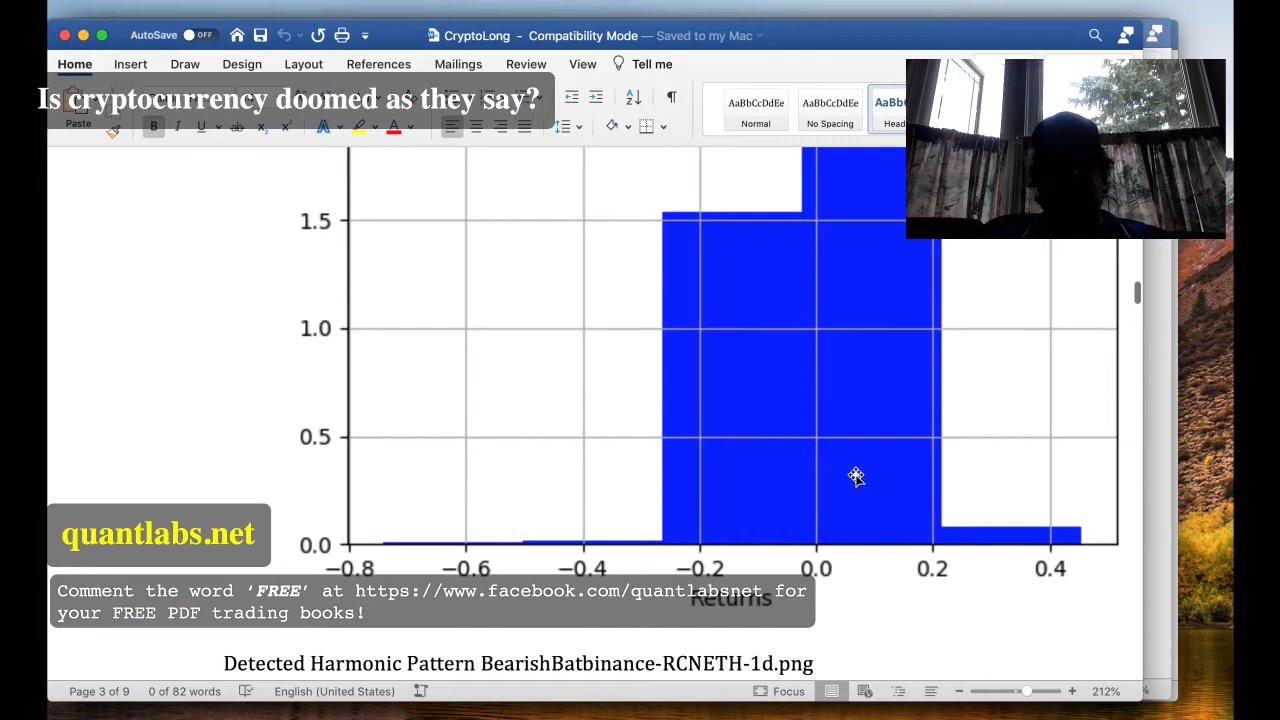 AutoSave OFF
CryptoLong - Compatibility Mode — Saved to my Mac
Home Insert Draw Design Layout References Mailings Review View Tell me
Is cryptocurrency doomed as they say?
Paste
B I U ab x₂ x² A A
AaBbCcDdEe AaBbCcDdEe AaBbC
Normal No Spacing Head
1.5
1.0
0.5
0.0
−0.8 −0.6 −0.4 −0.2 0.0 0.2 0.4
Returns
quantlabs.net
Comment the word ‘FREE’ at https://www.facebook.com/quantlabsnet for
your FREE PDF trading books!
Detected Harmonic Pattern BearishBatbinance-RCNETH-1d.png
Page 3 of 9 0 of 82 words English (United States) Focus 212% %